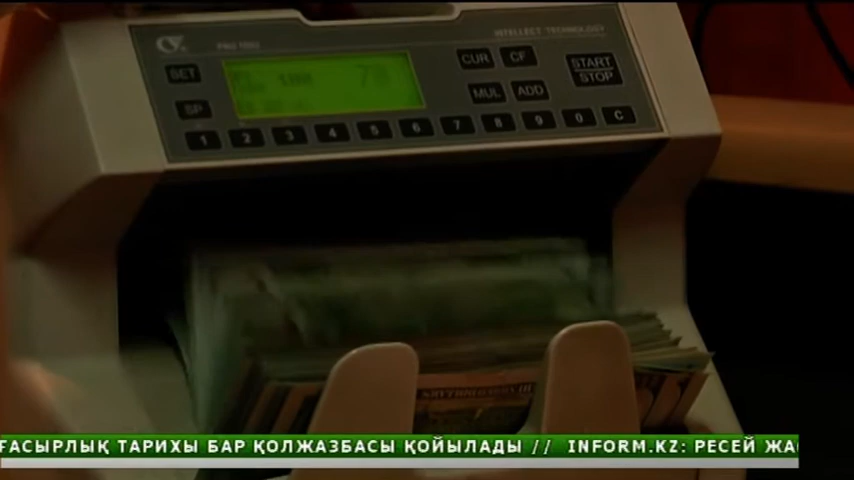 INTELLECT TECHNOLOGY
SET
CUR CF START STOP
SP
MUL ADD
1 2 3 4 5 6 7 8 9 0 C
ҒАСЫРЛЫҚ ТАРИХЫ БАР ҚОЛЖАЗБАСЫ ҚОЙЫЛАДЫ // INFORM.KZ: РЕСЕЙ